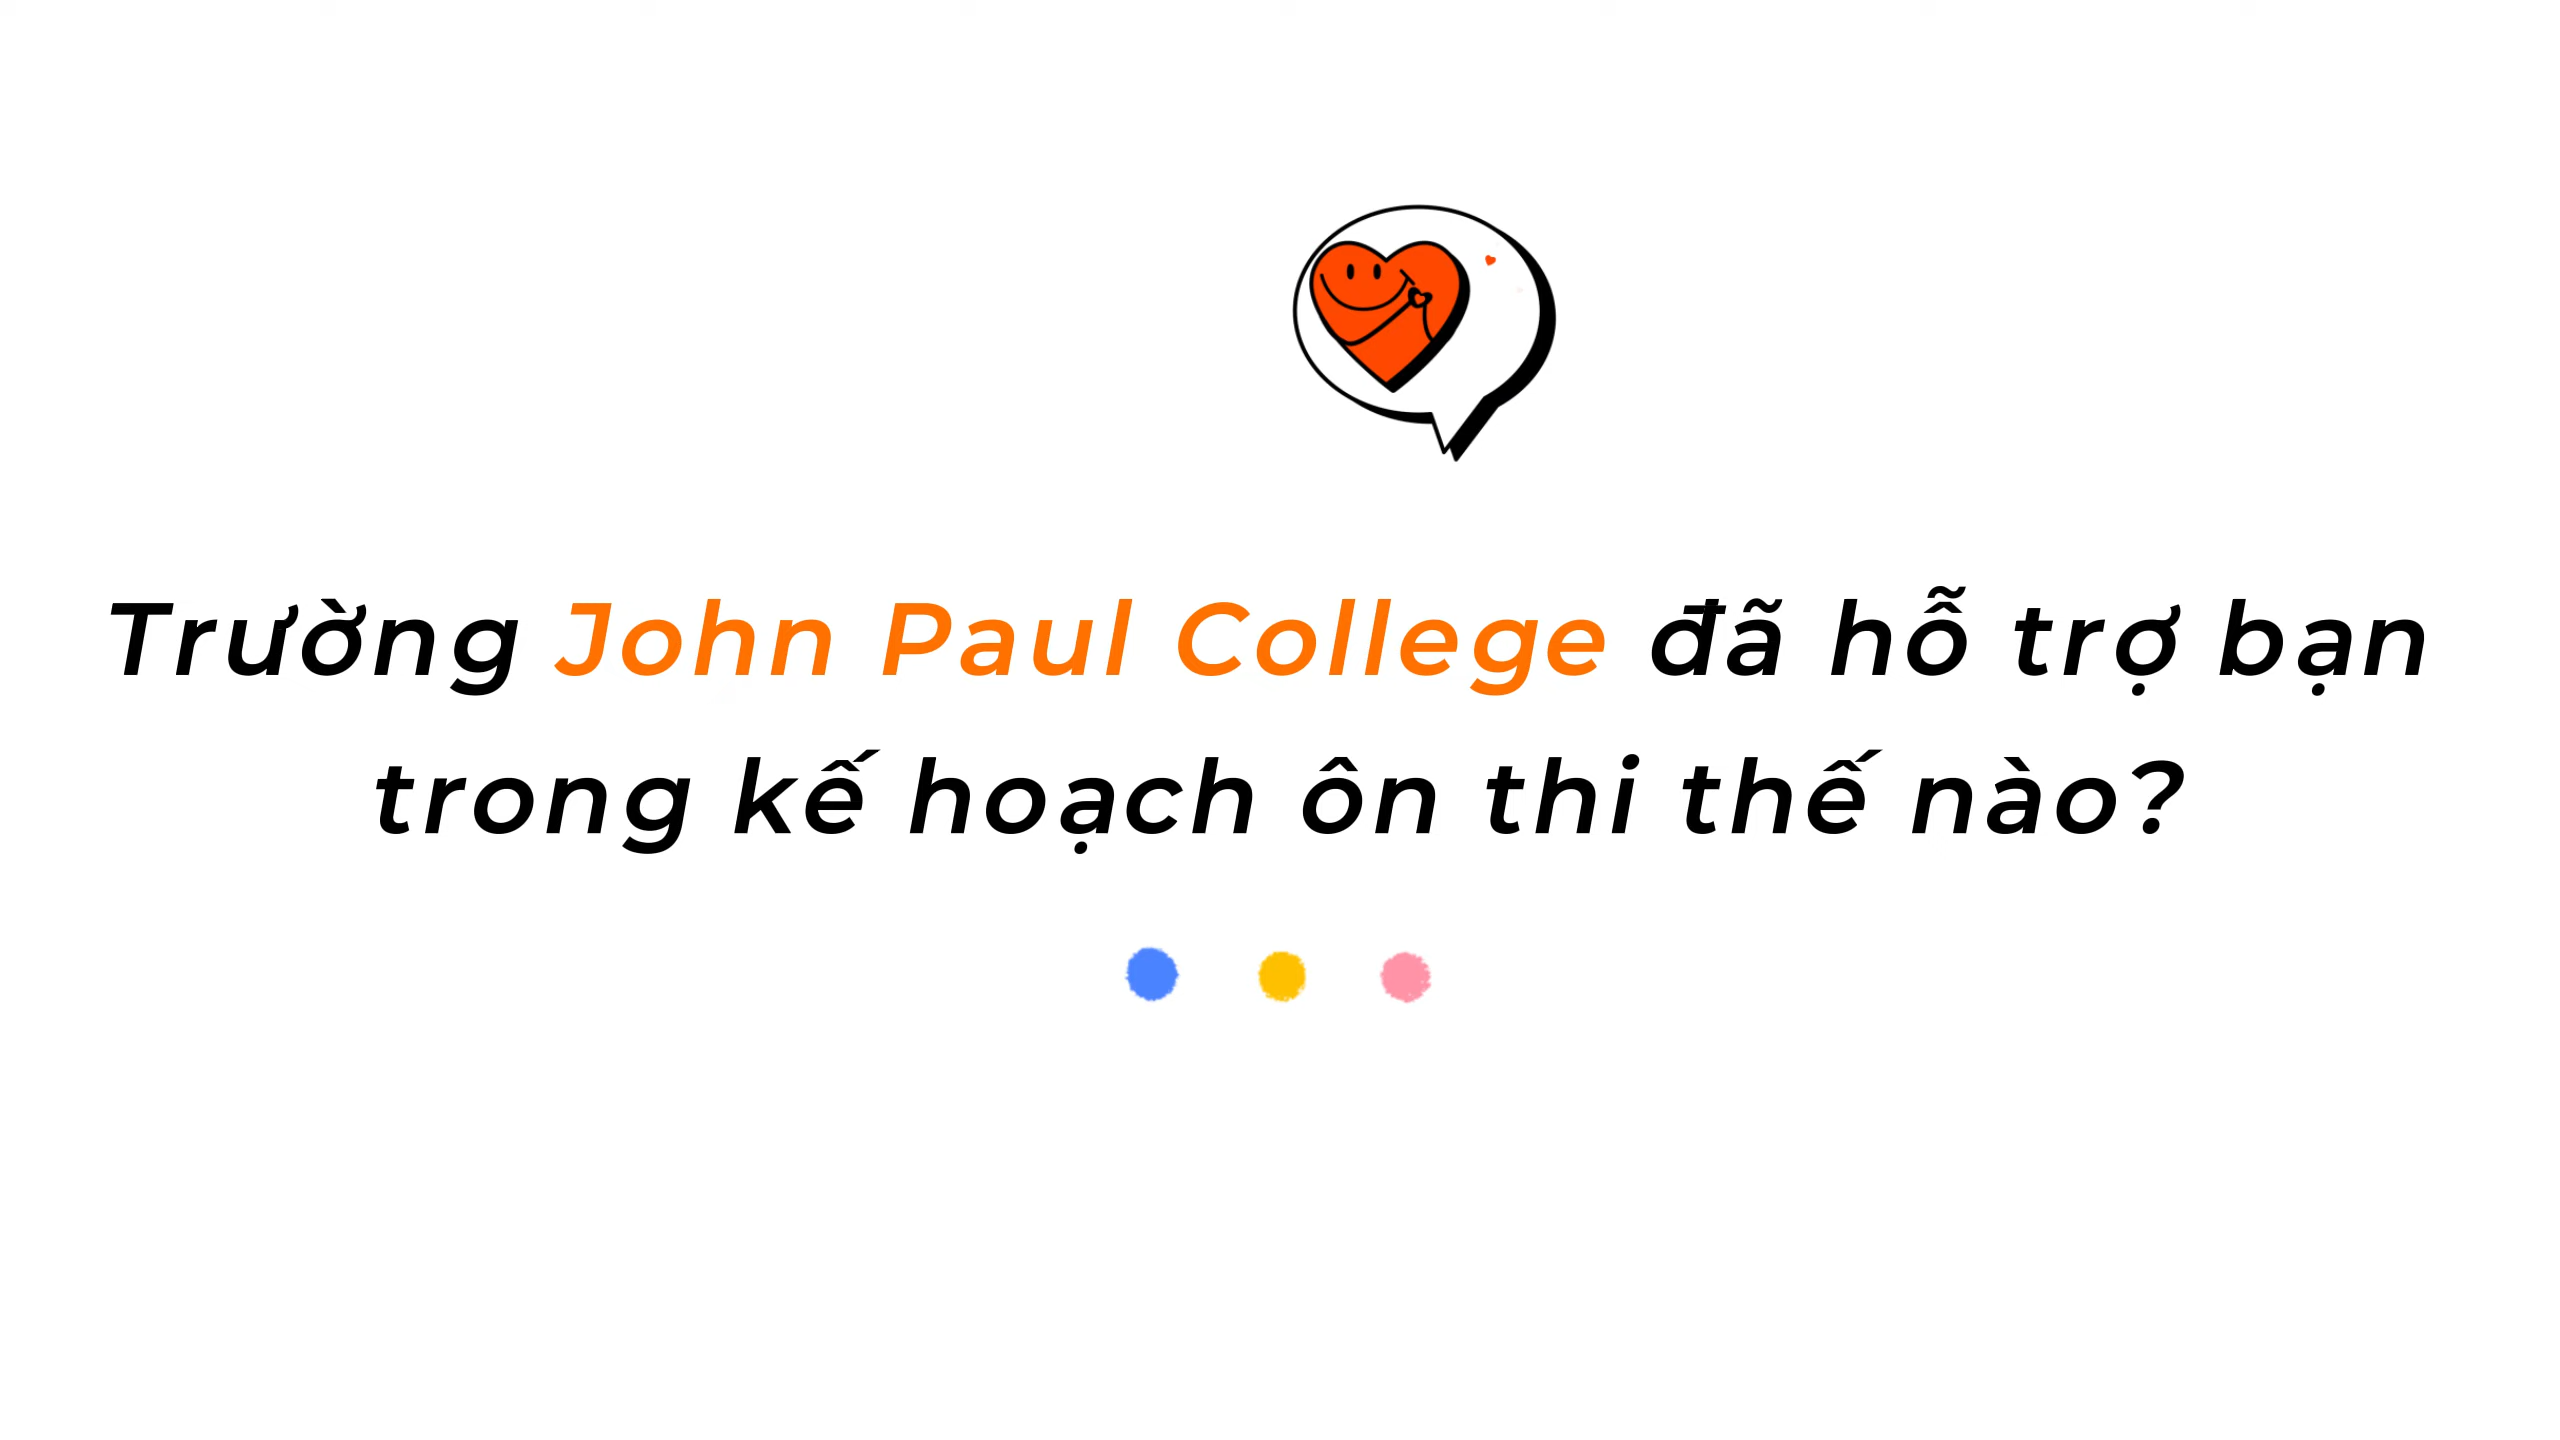 Trường John Paul College đã hỗ trợ bạn
trong kế hoạch ôn thi thế nào?